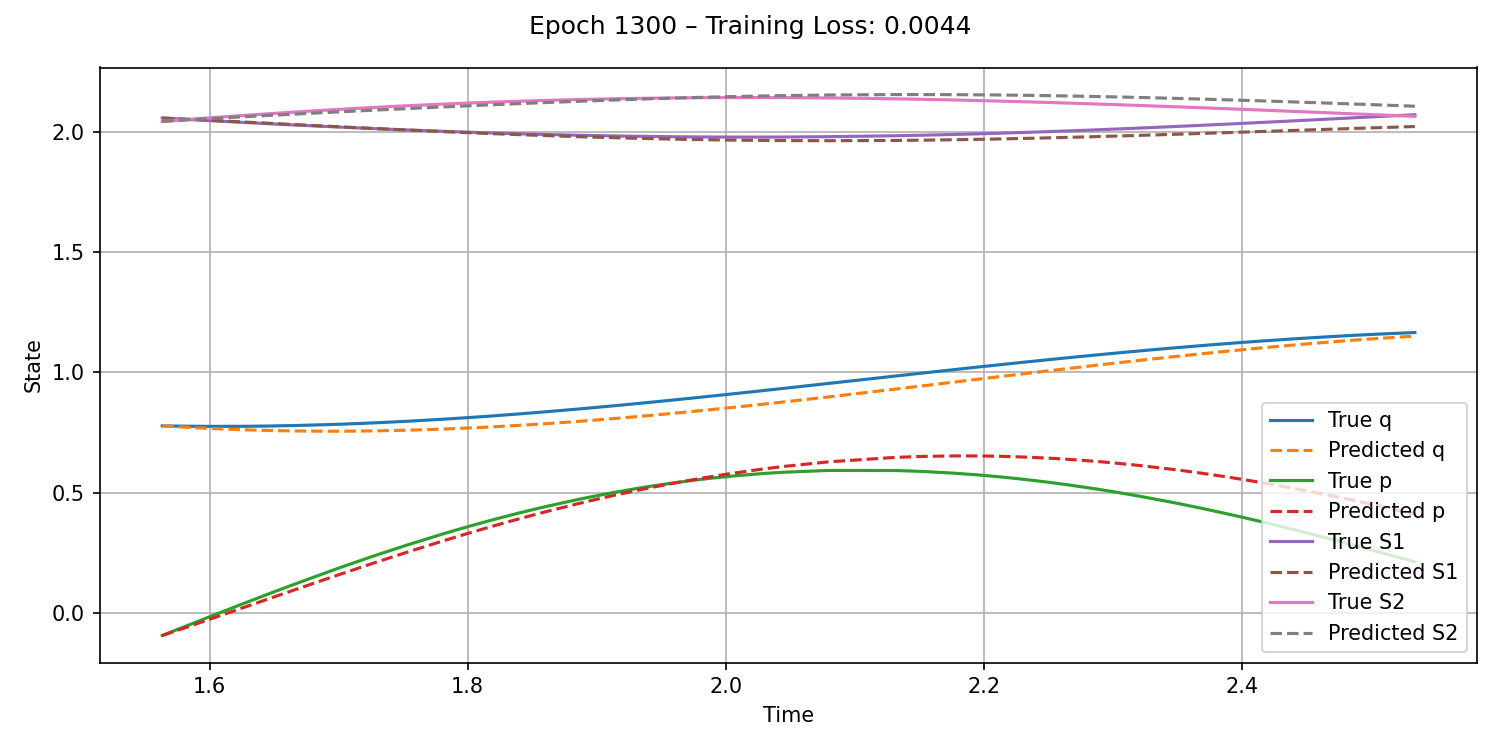 Epoch 1300 – Training Loss: 0.0044
State
2.0
1.5
1.0
0.5
0.0
1.6 1.8 2.0 2.2 2.4
Time
True q
Predicted q
True p
Predicted p
True S1
Predicted S1
True S2
Predicted S2